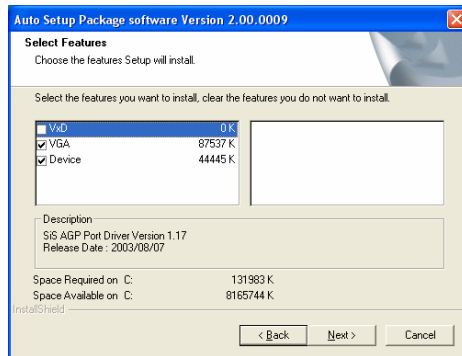 Auto Setup Package software Version 2.00.0009
Select Features
Choose the features Setup will install.
Select the features you want to install, clear the features you do not want to install.
VxD 0 K
VGA 87537 K
Device 44445 K
Description
SiS AGP Port Driver Version 1.17
Release Date : 2003/08/07
Space Required on C: 131983 K
Space Available on C: 8165744 K
InstallShield
< Back Next > Cancel